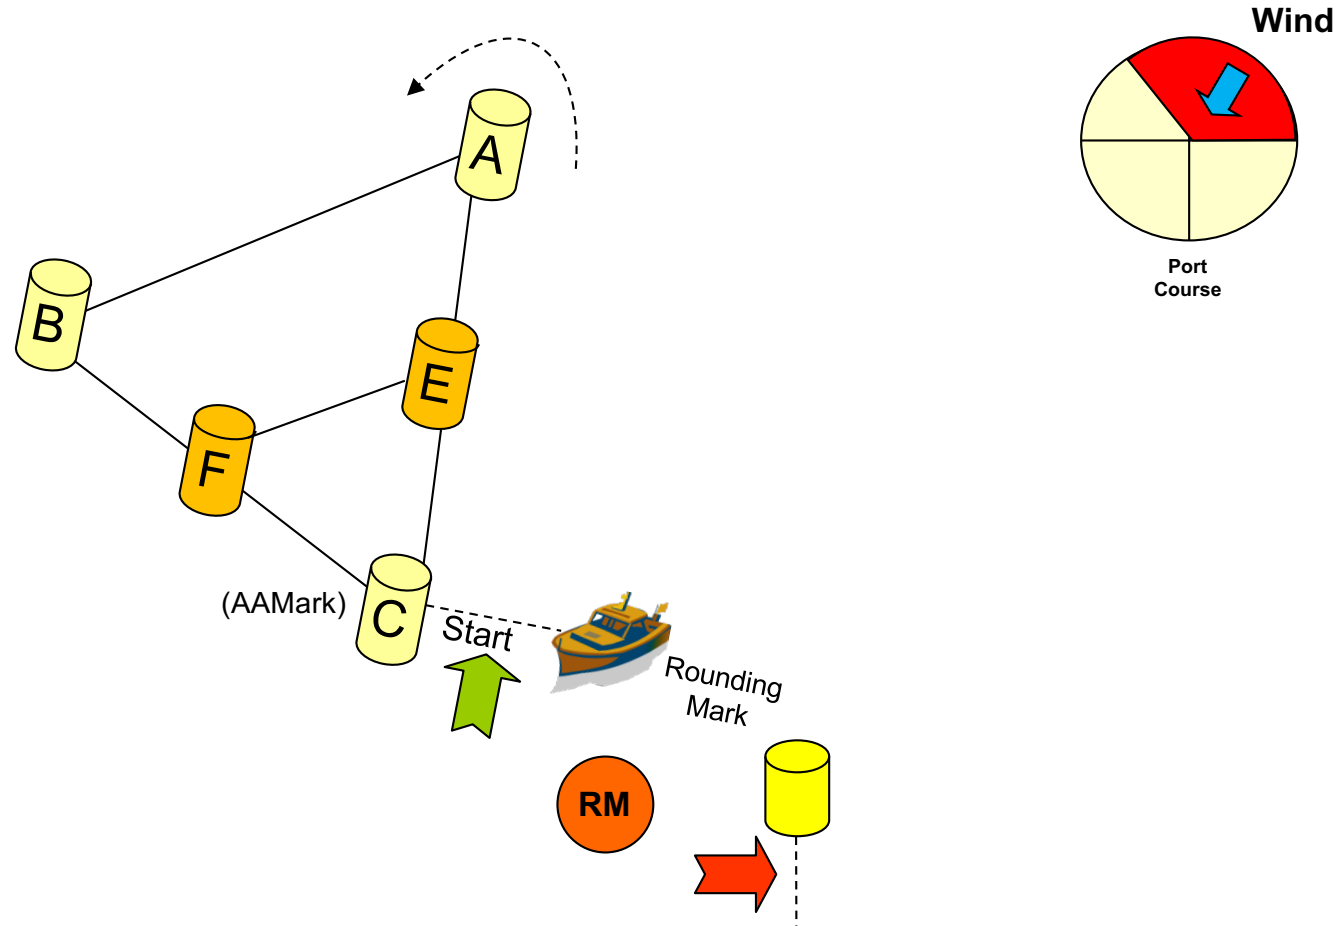 Wind
A
B
E
Port
Course
F
(AAMark)
C
Start
Rounding
Mark
RM